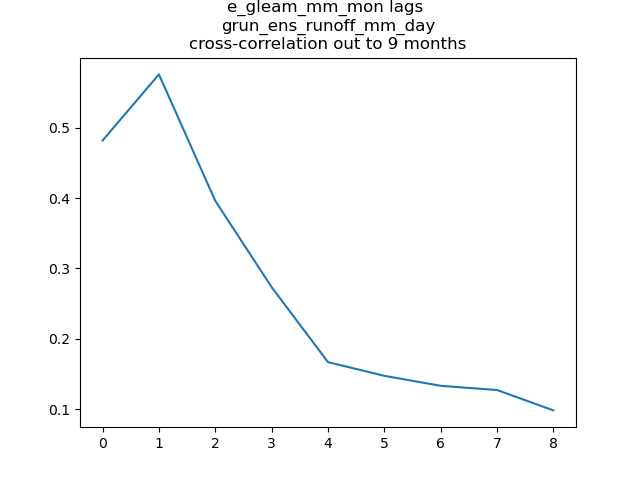 e_gleam_mm_mon lags
grun_ens_runoff_mm_day
cross-correlation out to 9 months
0.5
0.4
0.3
0.2
0.1
0 1 2 3 4 5 6 7 8